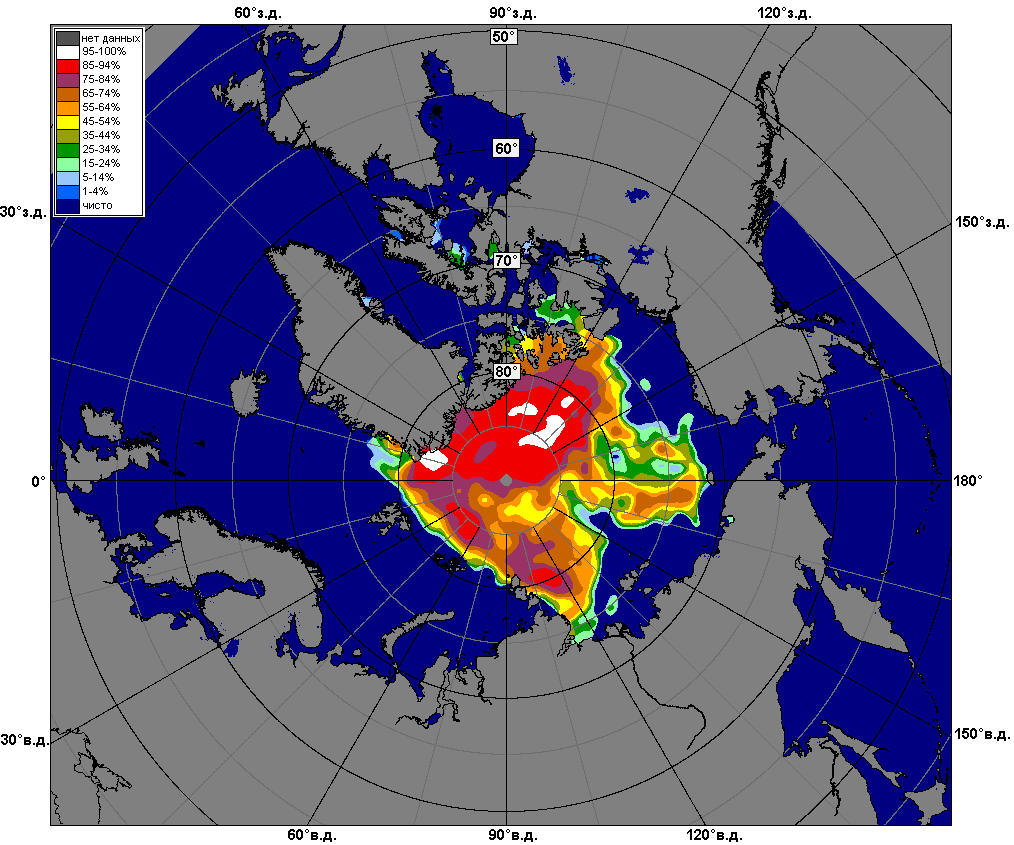 60°з.д.
90°з.д.
120°з.д.
нет данных
95-100%
85-94%
75-84%
65-74%
55-64%
45-54%
35-44%
25-34%
15-24%
5-14%
1-4%
чисто
50°
60°
30°з.д.
150°з.д.
70°
80°
0°
180°
30°в.д.
150°в.д.
60°в.д.
90°в.д.
120°в.д.